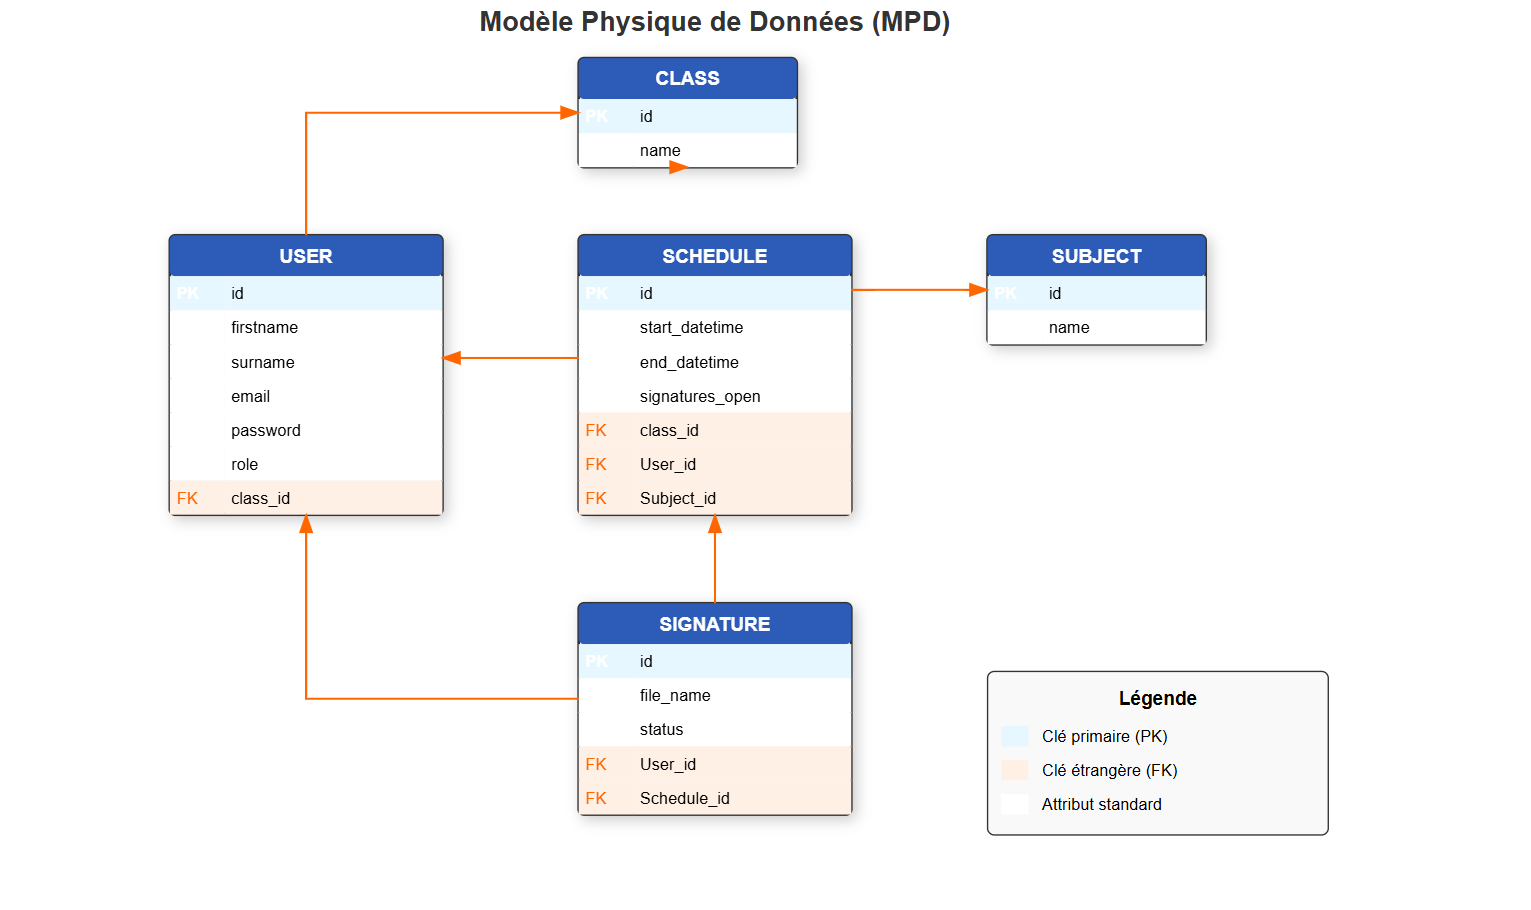 Modèle Physique de Données (MPD)
CLASS
PK id
name
USER
PK id
firstname
surname
email
password
role
FK class_id
SCHEDULE
PK id
start_datetime
end_datetime
signatures_open
FK class_id
FK User_id
FK Subject_id
SUBJECT
PK id
name
SIGNATURE
PK id
file_name
status
FK User_id
FK Schedule_id
Légende
Clé primaire (PK)
Clé étrangère (FK)
Attribut standard